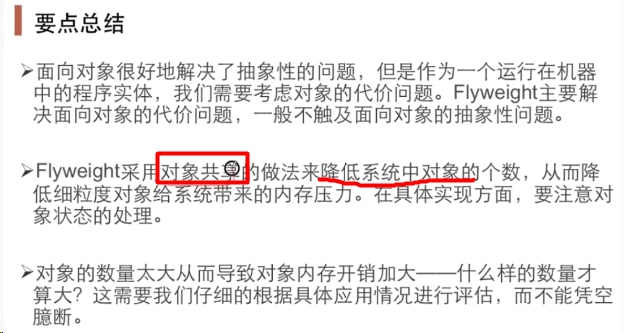 要点总结
➢面向对象很好地解决了抽象性的问题，但是作为一个运行在机器
中的程序实体，我们需要考虑对象的代价问题。Flyweight主要解
决面向对象的代价问题，一般不触及面向对象的抽象性问题。
➢Flyweight采用对象共享的做法来降低系统中对象的个数，从而降
低细粒度对象给系统带来的内存压力。在具体实现方面，要注意对
象状态的处理。
➢对象的数量太大从而导致对象内存开销加大——什么样的数量才
算大？这需要我们仔细的根据具体应用情况进行评估，而不能凭空
臆断。